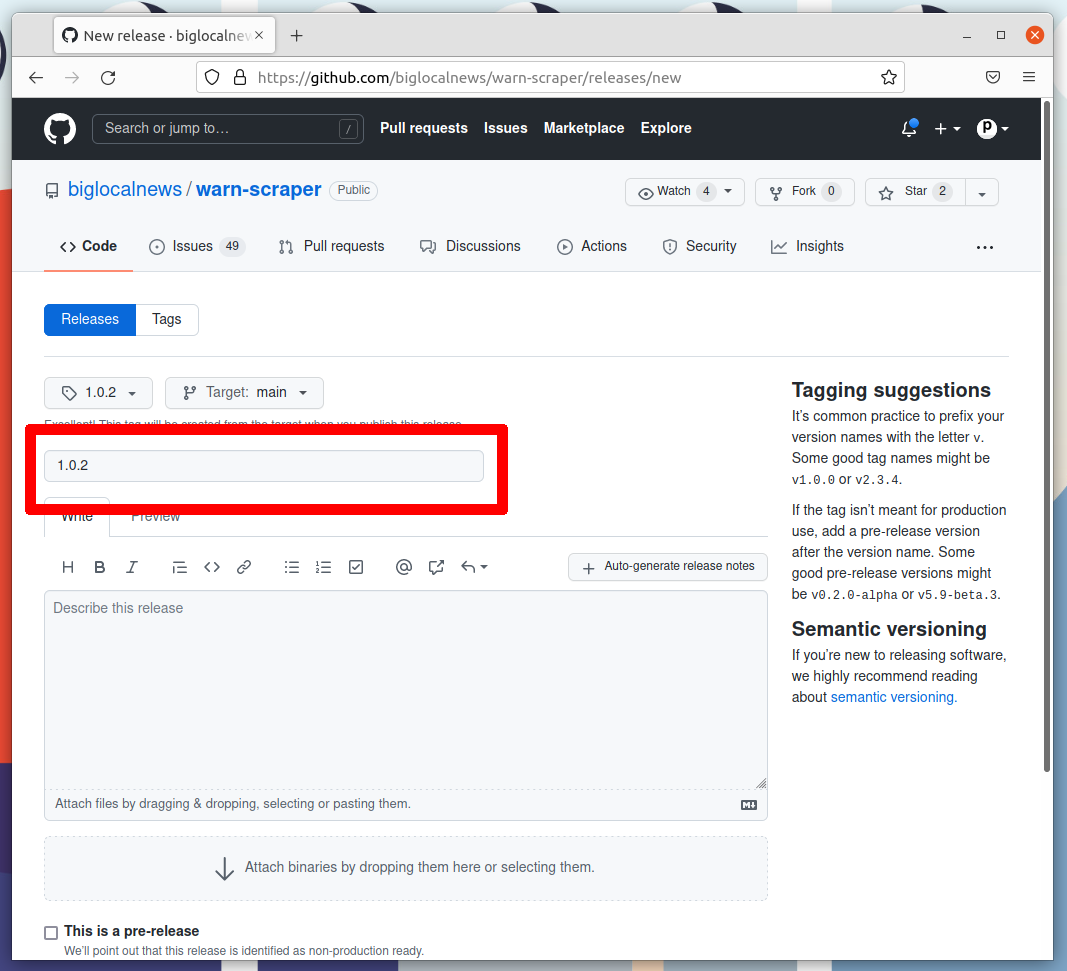 New release · biglocalnew
https://github.com/biglocalnews/warn-scraper/releases/new
Search or jump to… /
Pull requests Issues Marketplace Explore
biglocalnews / warn-scraper Public
Watch 4 Fork 0 Star 2
Code Issues 49 Pull requests Discussions Actions Security Insights
Releases Tags
1.0.2 Target: main
Excellent! This tag will be created from the target when you publish this release.
1.0.2
Write Preview
H B I
Auto-generate release notes
Describe this release
Attach files by dragging & dropping, selecting or pasting them.
Attach binaries by dropping them here or selecting them.
This is a pre-release
We’ll point out that this release is identified as non-production ready.
Tagging suggestions
It’s common practice to prefix your
version names with the letter v.
Some good tag names might be
v1.0.0 or v2.3.4.
If the tag isn’t meant for production
use, add a pre-release version
after the version name. Some
good pre-release versions might
be v0.2.0-alpha or v5.9-beta.3.
Semantic versioning
If you’re new to releasing software,
we highly recommend reading
about semantic versioning.